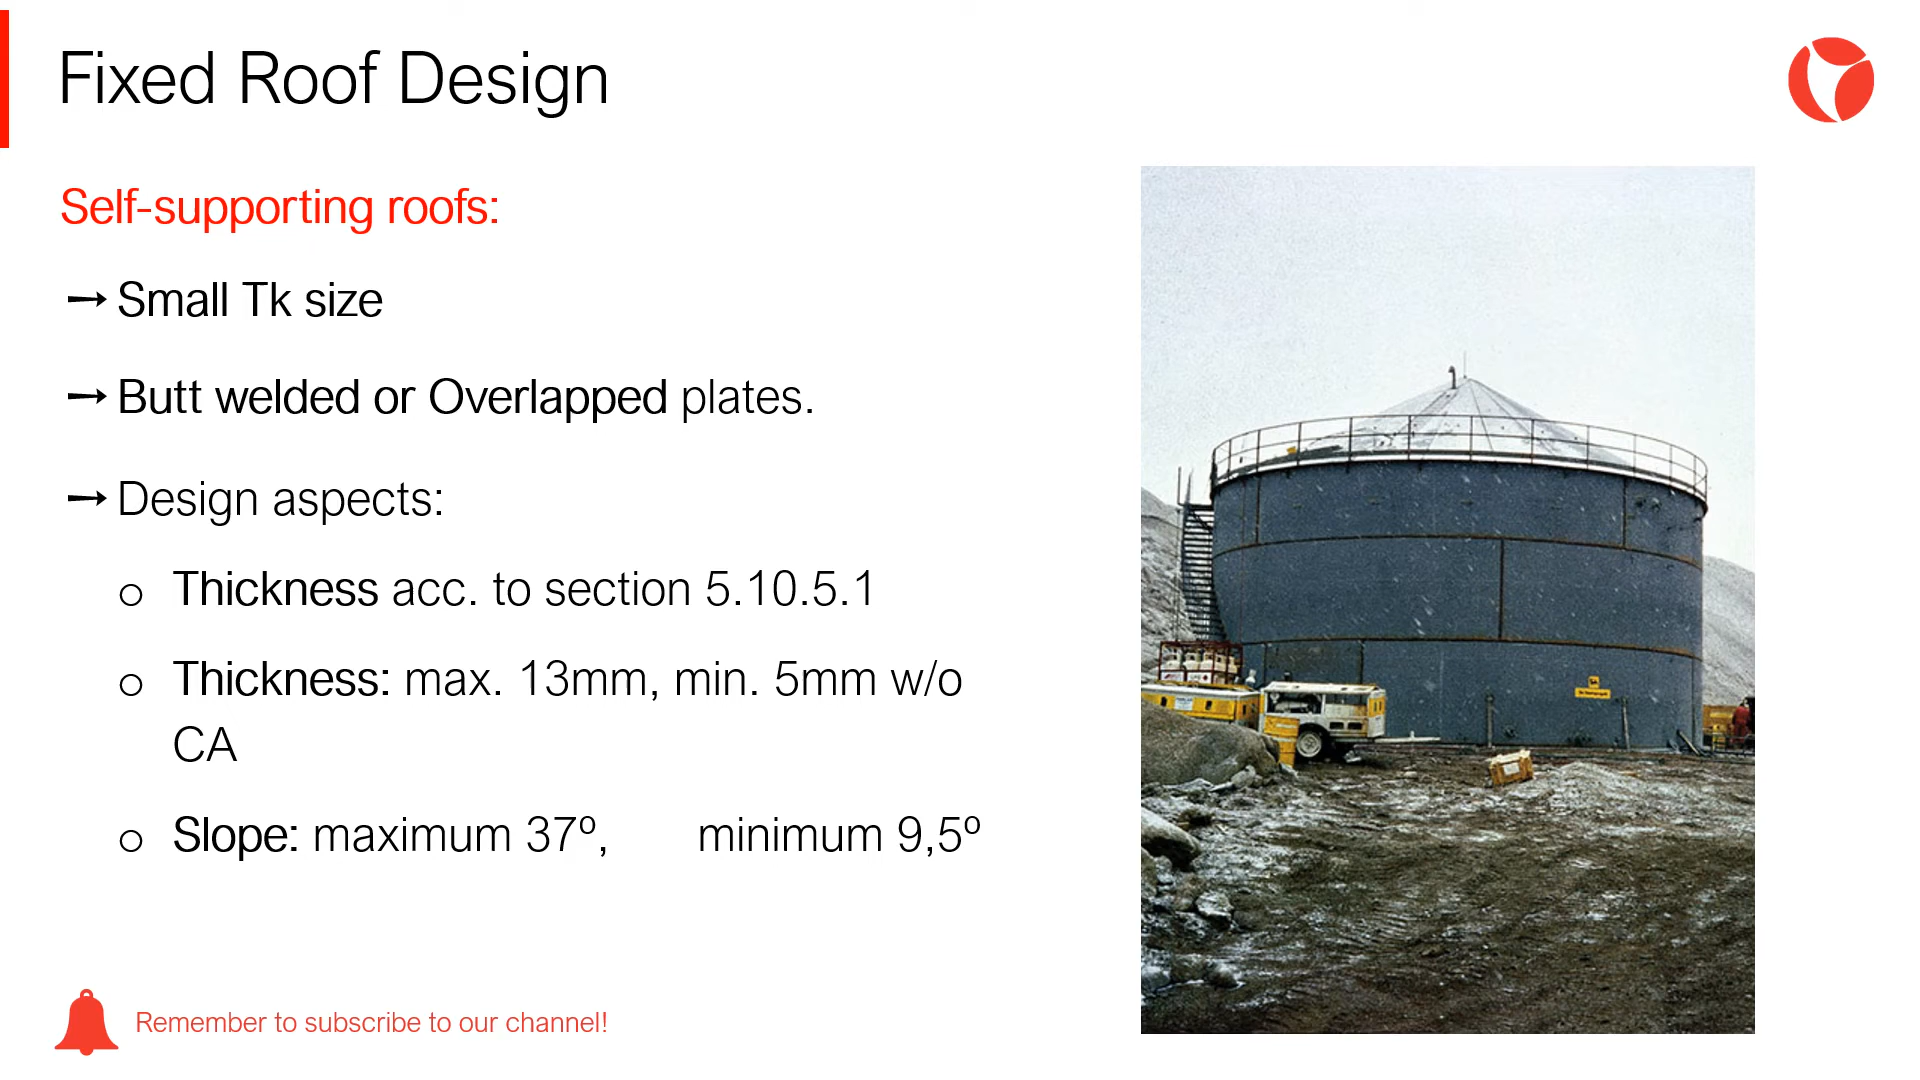 Fixed Roof Design
Self-supporting roofs:
→ Small Tk size
→ Butt welded or Overlapped plates.
→ Design aspects:
o Thickness acc. to section 5.10.5.1
o Thickness: max. 13mm, min. 5mm w/o
CA
o Slope: maximum 37º, minimum 9,5º
Remember to subscribe to our channel!